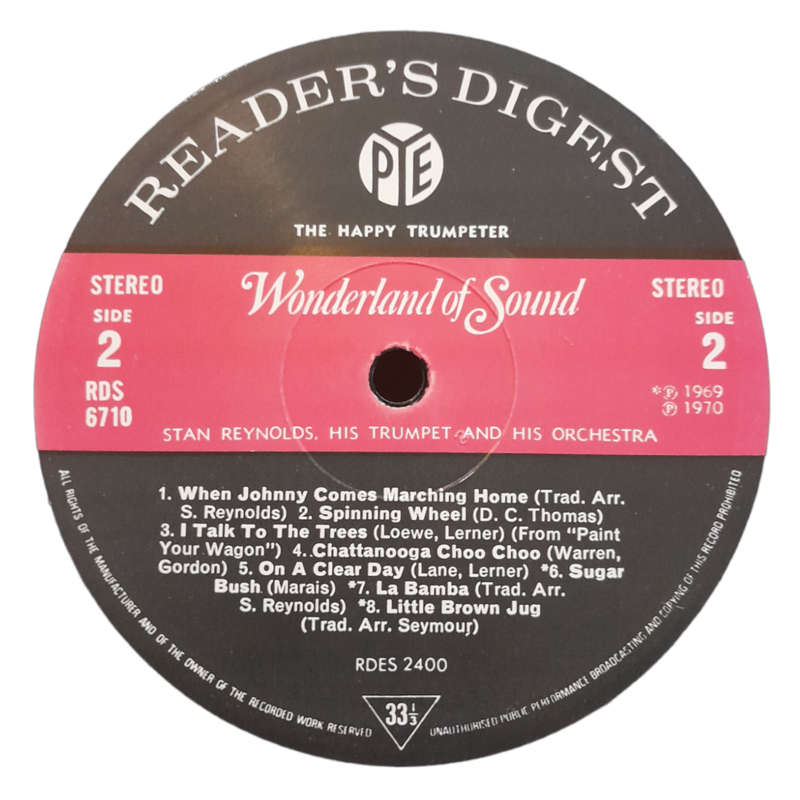 READER'S DIGEST
PYE
THE HAPPY TRUMPETER
STEREO
SIDE
2
RDS
6710
Wonderland of Sound
STEREO
SIDE
2
*℗ 1969
℗ 1970
STAN REYNOLDS, HIS TRUMPET AND HIS ORCHESTRA
1. When Johnny Comes Marching Home (Trad. Arr.
S. Reynolds) 2. Spinning Wheel (D. C. Thomas)
3. I Talk To The Trees (Loewe, Lerner) (From "Paint
Your Wagon") 4. Chattanooga Choo Choo (Warren,
Gordon) 5. On A Clear Day (Lane, Lerner) *6. Sugar
Bush (Marais) *7. La Bamba (Trad. Arr.
S. Reynolds) *8. Little Brown Jug
(Trad. Arr. Seymour)
RDES 2400
33⅓
ALL RIGHTS OF THE MANUFACTURER AND OF THE OWNER OF THE RECORDED WORK RESERVED
UNAUTHORISED PUBLIC PERFORMANCE BROADCASTING AND COPYING OF THIS RECORD PROHIBITED